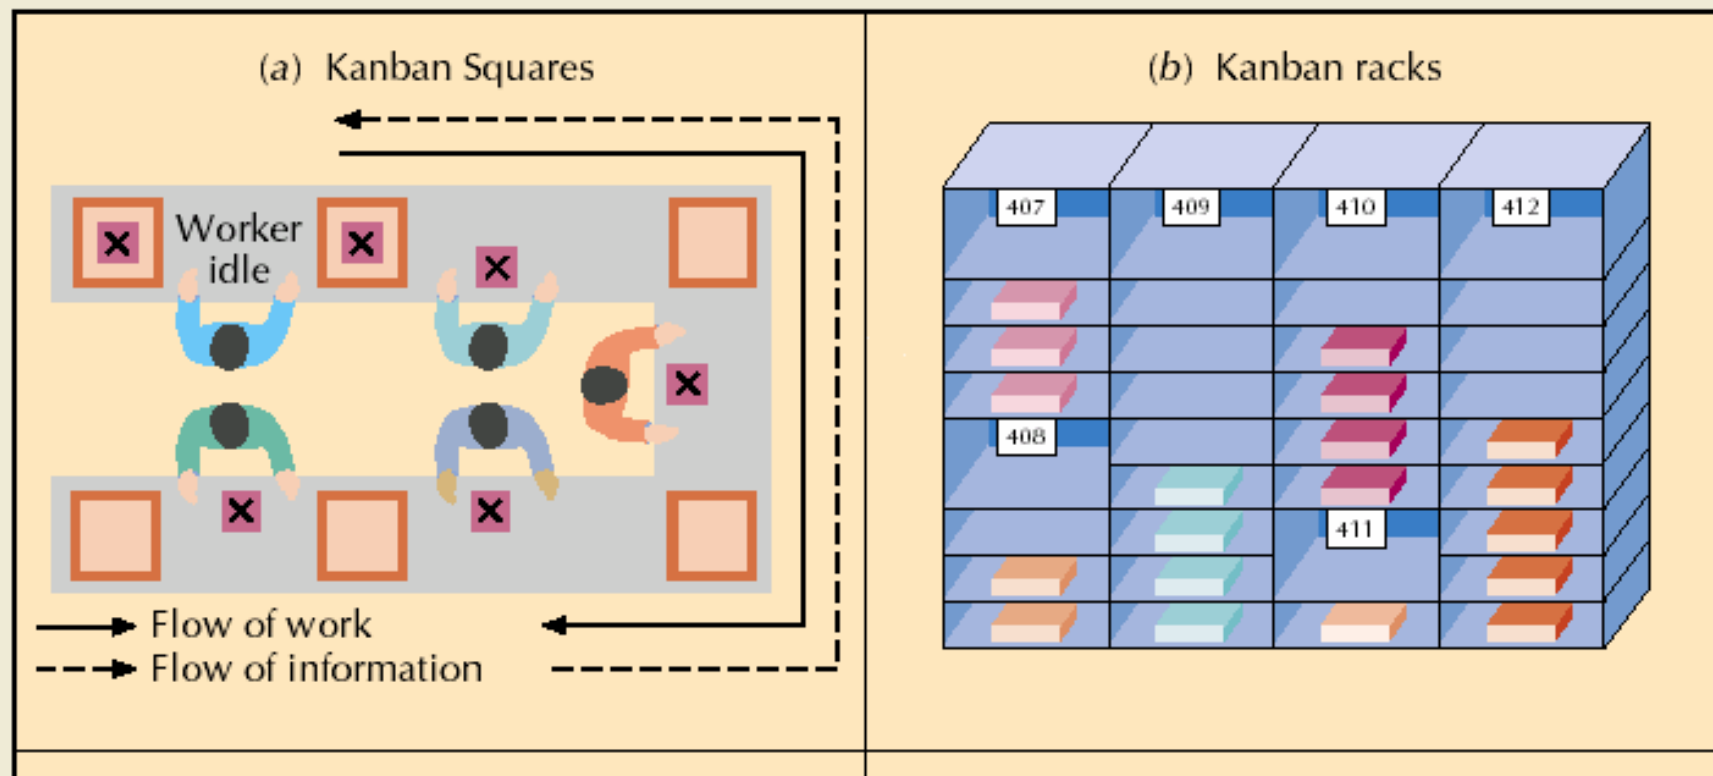 (a) Kanban Squares
Worker
idle
Flow of work
Flow of information
(b) Kanban racks
407
409
410
412
408
411